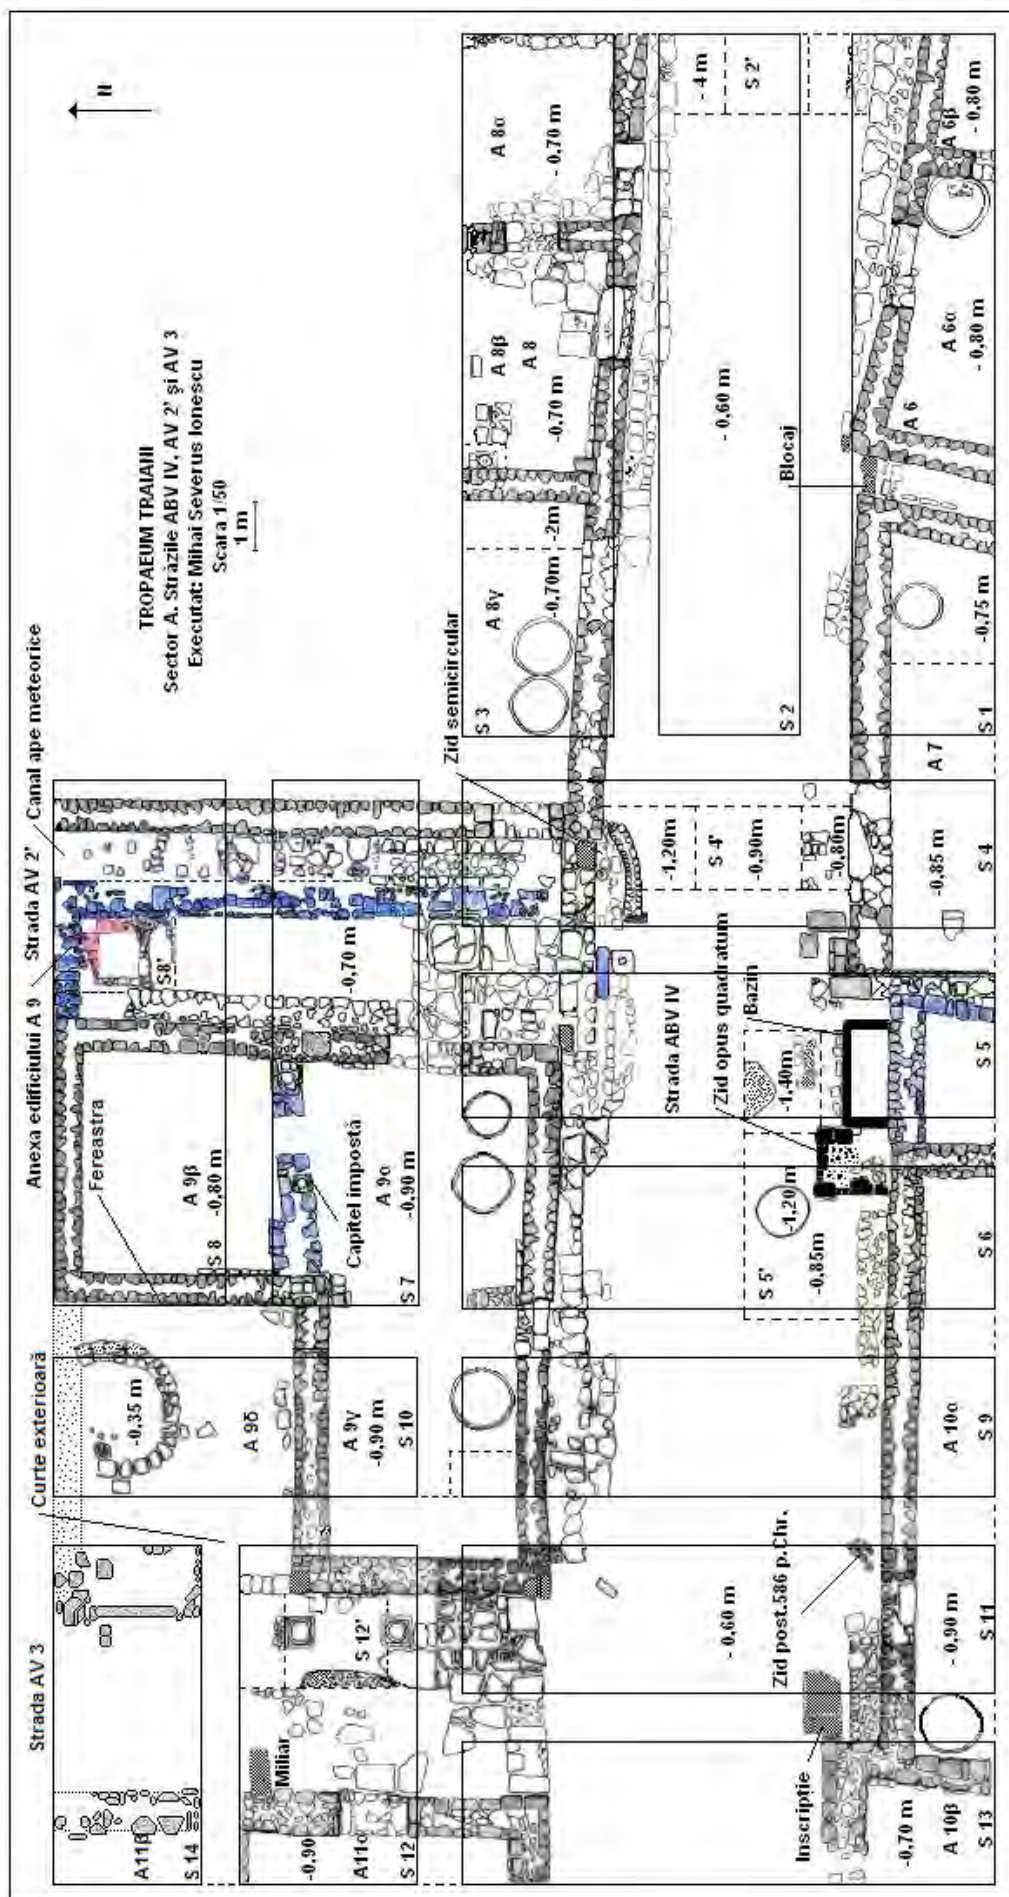 N
TROPAEUM TRAIANI
Sector A. Străzile ABV IV, AV 2' și AV 3
Executat: Mihai Severus Ionescu
Scara 1/50
1 m
Strada AV 3
Curte exterioară
Anexa edificiului A 9
Strada AV 2'
Canal ape meteorice
Fereastra
A11β
S 14
-0,35 m
A 9δ
A 9β
-0,80 m
S 8
S8'
-0,70 m
Miliar
-0,90
A11α
S 12
S 12'
A 9γ
-0,90 m
S 10
Capitel impostă
A 9α
-0,90 m
S 7
Zid semicircular
S 3
A 8γ
-0,70m
-2m
A 8β
A 8
-0,70 m
A 8α
- 0,70 m
- 0,60 m
Zid post.586 p.Chr.
Inscriptie
Strada ABV IV
Zid opus quadratum
Bazin
S 5'
-0,85m
-1,20 m
-1,40m
-1,20m
S 4'
-0,90m
-0,80m
S 2
- 0,60 m
Blocaj
- 4 m
S 2'
-0,70 m
A 10β
S 13
- 0,90 m
S 11
A 10α
S 9
S 6
S 5
-0,85 m
S 4
A 7
S 1
-0,75 m
A 6
A 6α
-0,80 m
A 6β
- 0,80 m